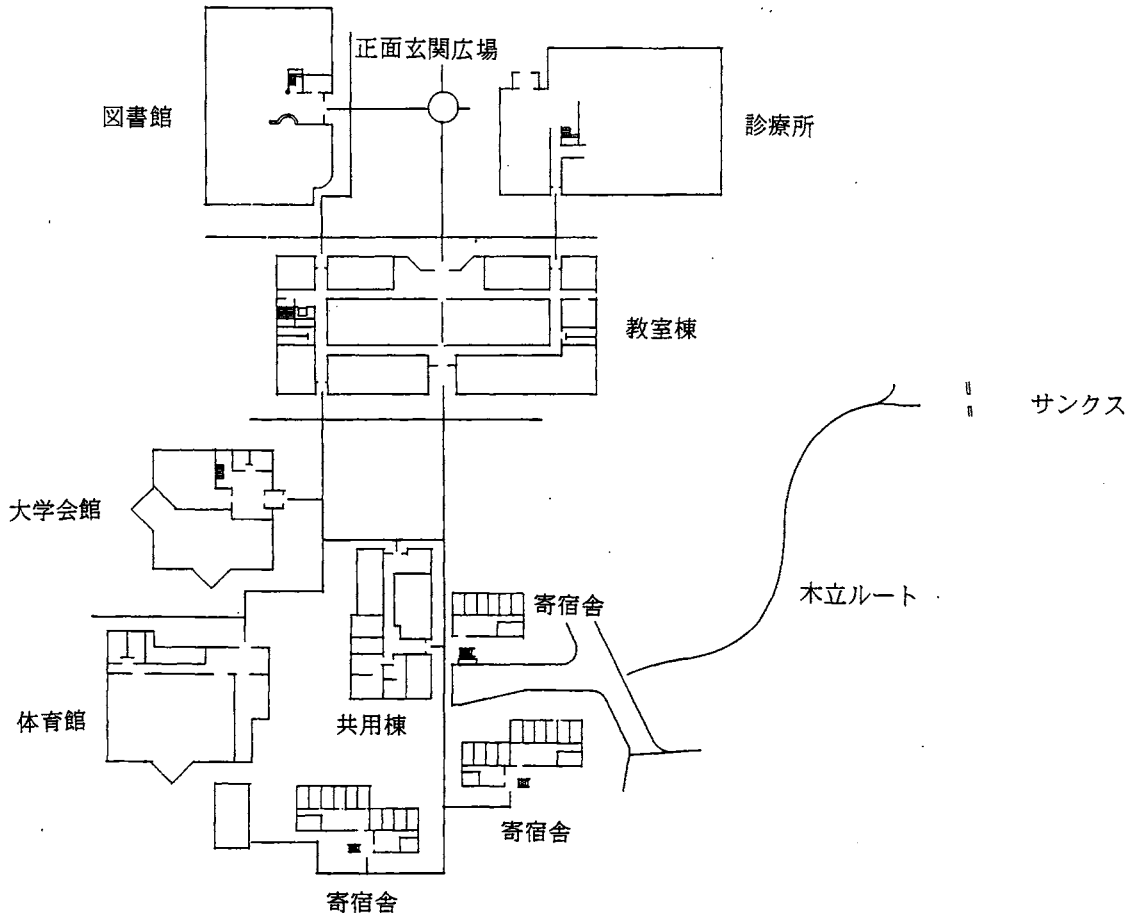 正面玄関広場
図書館
診療所
教室棟
サンクス
大学会館
木立ルート
寄宿舎
体育館
共用棟
寄宿舎
寄宿舎